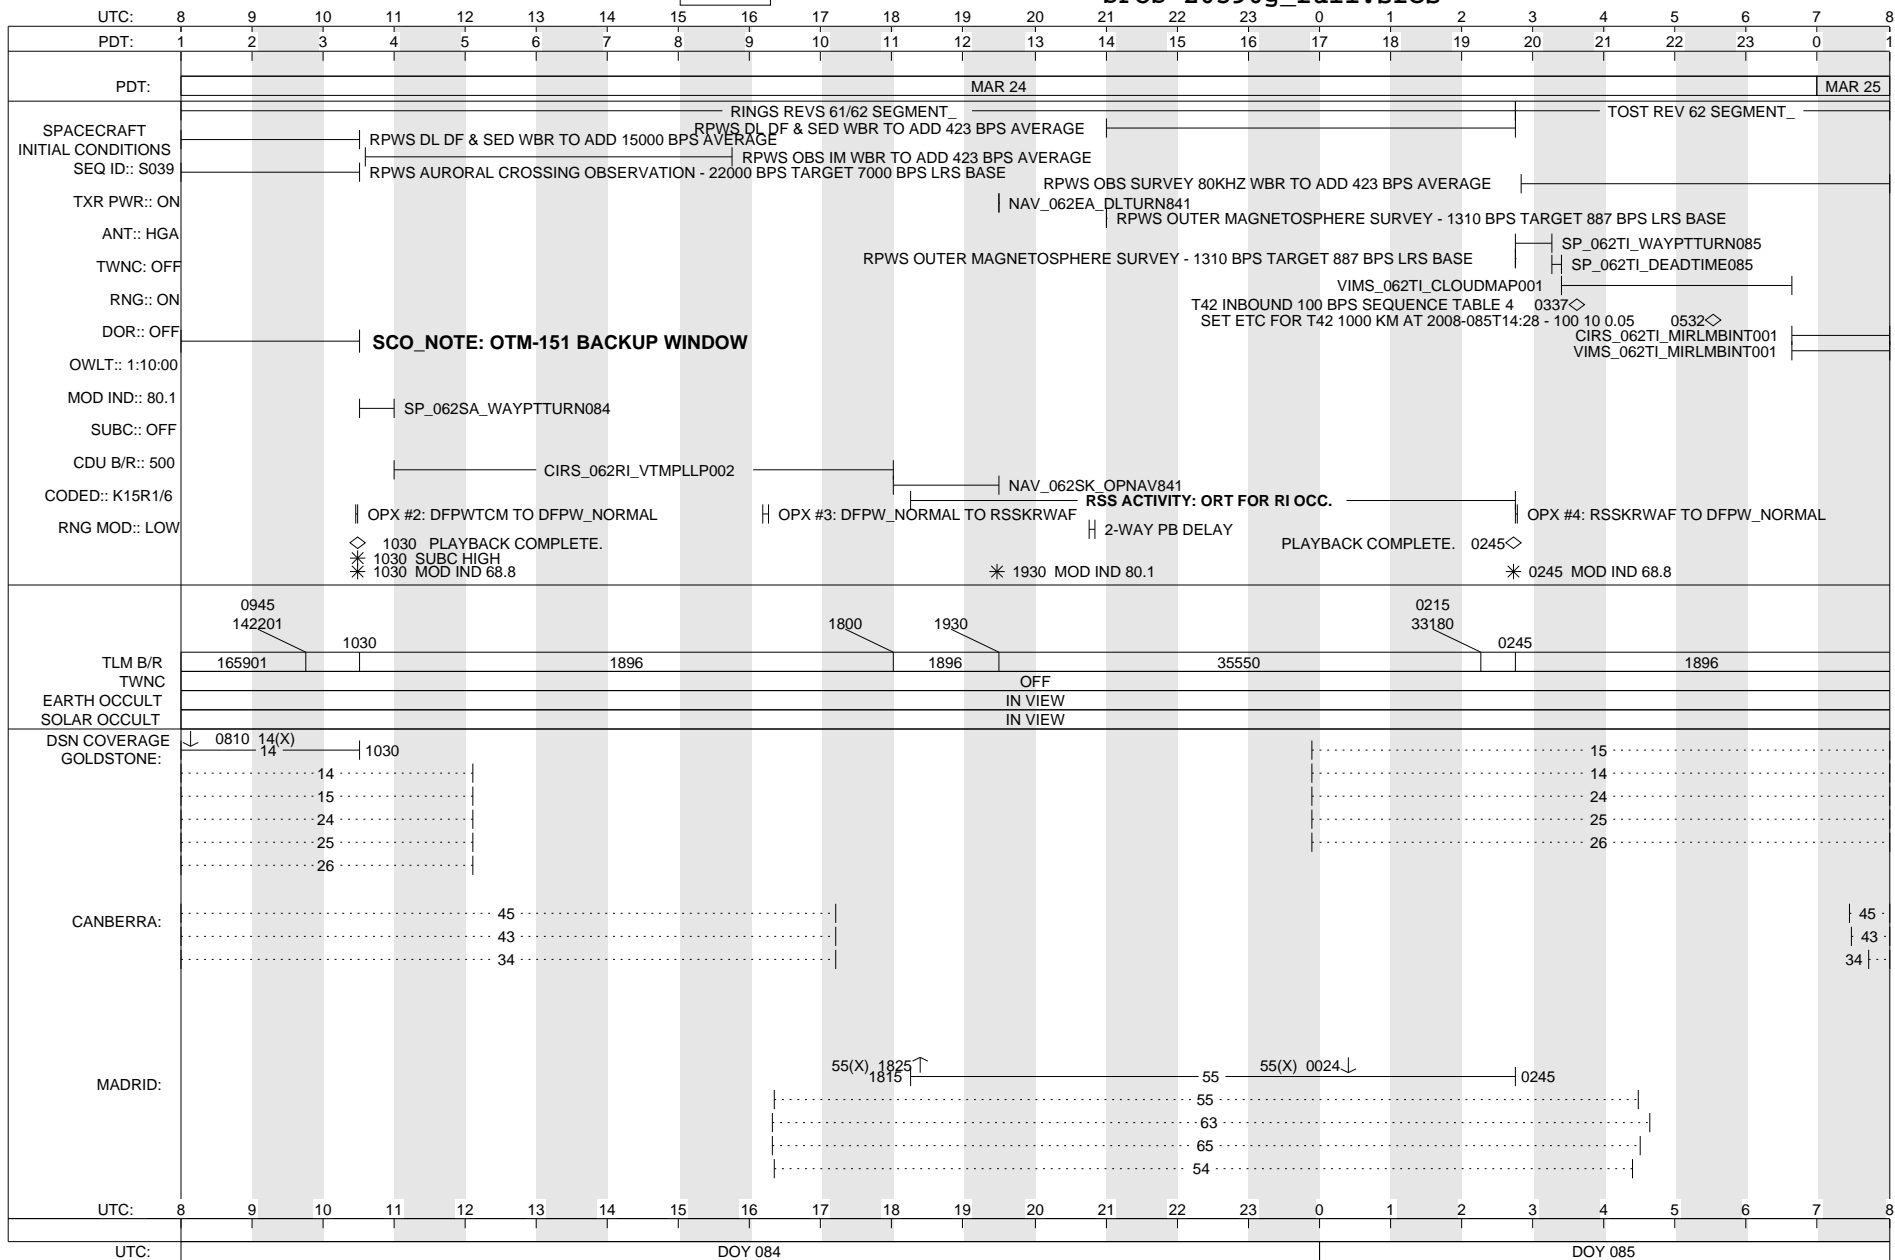 UTC: 8 9 10 11 12 13 14 15 16 17 18 19 20 21 22 23 0 1 2 3 4 5 6 7 8
PDT: 1 2 3 4 5 6 7 8 9 10 11 12 13 14 15 16 17 18 19 20 21 22 23 0 1
PDT: MAR 24 MAR 25
RINGS REVS 61/62 SEGMENT_ TOST REV 62 SEGMENT_
SPACECRAFT
INITIAL CONDITIONS
SEQ ID:: S039
TXR PWR:: ON
ANT:: HGA
TWNC: OFF
RNG:: ON
DOR:: OFF
OWLT:: 1:10:00
MOD IND:: 80.1
SUBC:: OFF
CDU B/R:: 500
CODED:: K15R1/6
RNG MOD:: LOW
RPWS DL DF & SED WBR TO ADD 423 BPS AVERAGE
RPWS DL DF & SED WBR TO ADD 15000 BPS AVERAGE
RPWS OBS IM WBR TO ADD 423 BPS AVERAGE
RPWS AURORAL CROSSING OBSERVATION - 22000 BPS TARGET 7000 BPS LRS BASE
RPWS OBS SURVEY 80KHZ WBR TO ADD 423 BPS AVERAGE
NAV_062EA_DLTURN841
RPWS OUTER MAGNETOSPHERE SURVEY - 1310 BPS TARGET 887 BPS LRS BASE
SP_062TI_WAYPTTURN085
RPWS OUTER MAGNETOSPHERE SURVEY - 1310 BPS TARGET 887 BPS LRS BASE
SP_062TI_DEADTIME085
VIMS_062TI_CLOUDMAP001
T42 INBOUND 100 BPS SEQUENCE TABLE 4 0337
SET ETC FOR T42 1000 KM AT 2008-085T14:28 - 100 10 0.05 0532
CIRS_062TI_MIRLMBINT001
SCO_NOTE: OTM-151 BACKUP WINDOW
VIMS_062TI_MIRLMBINT001
SP_062SA_WAYPTTURN084
CIRS_062RI_VTMPLLP002
NAV_062SK_OPNAV841
RSS ACTIVITY: ORT FOR RI OCC.
OPX #2: DFPWTCM TO DFPW_NORMAL OPX #3: DFPW_NORMAL TO RSSKRWAF OPX #4: RSSKRWAF TO DFPW_NORMAL
2-WAY PB DELAY
1030 PLAYBACK COMPLETE. PLAYBACK COMPLETE. 0245
1030 SUBC HIGH
1030 MOD IND 68.8 1930 MOD IND 80.1 0245 MOD IND 68.8
0945 0215
142201 1800 1930 33180
1030 0245
TLM B/R 165901 1896 1896 35550 1896
TWNC OFF
EARTH OCCULT IN VIEW
SOLAR OCCULT IN VIEW
DSN COVERAGE 0810 14(X)
GOLDSTONE: 14 1030 15
14 14
15 24
24 25
25 26
26
CANBERRA: 45 45
43 43
34 34
55(X) 1825 55(X) 0024
MADRID: 1815 55 0245
55
63
65
54
UTC: 8 9 10 11 12 13 14 15 16 17 18 19 20 21 22 23 0 1 2 3 4 5 6 7 8
UTC: DOY 084 DOY 085